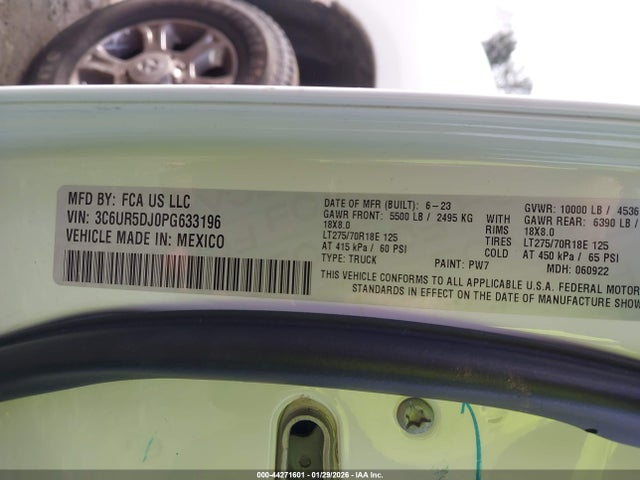 MFD BY: FCA US LLC
VIN: 3C6UR5DJ0PG633196
VEHICLE MADE IN: MEXICO
DATE OF MFR (BUILT): 6-23
GAWR FRONT: 5500 LB / 2495 KG
18X8.0
LT275/70R18E 125
AT 415 kPa / 60 PSI
TYPE: TRUCK
WITH
RIMS
TIRES
COLD
GVWR: 10000 LB / 4536
GAWR REAR: 6390 LB /
18X8.0
LT275/70R18E 125
AT 450 kPa / 65 PSI
PAINT: PW7
MDH: 060922
THIS VEHICLE CONFORMS TO ALL APPLICABLE U.S.A. FEDERAL MOTOR
STANDARDS IN EFFECT ON THE DATE OF MANUFACTURE SHOW
000-44271601 - 01/29/2026 - IAAI Inc.